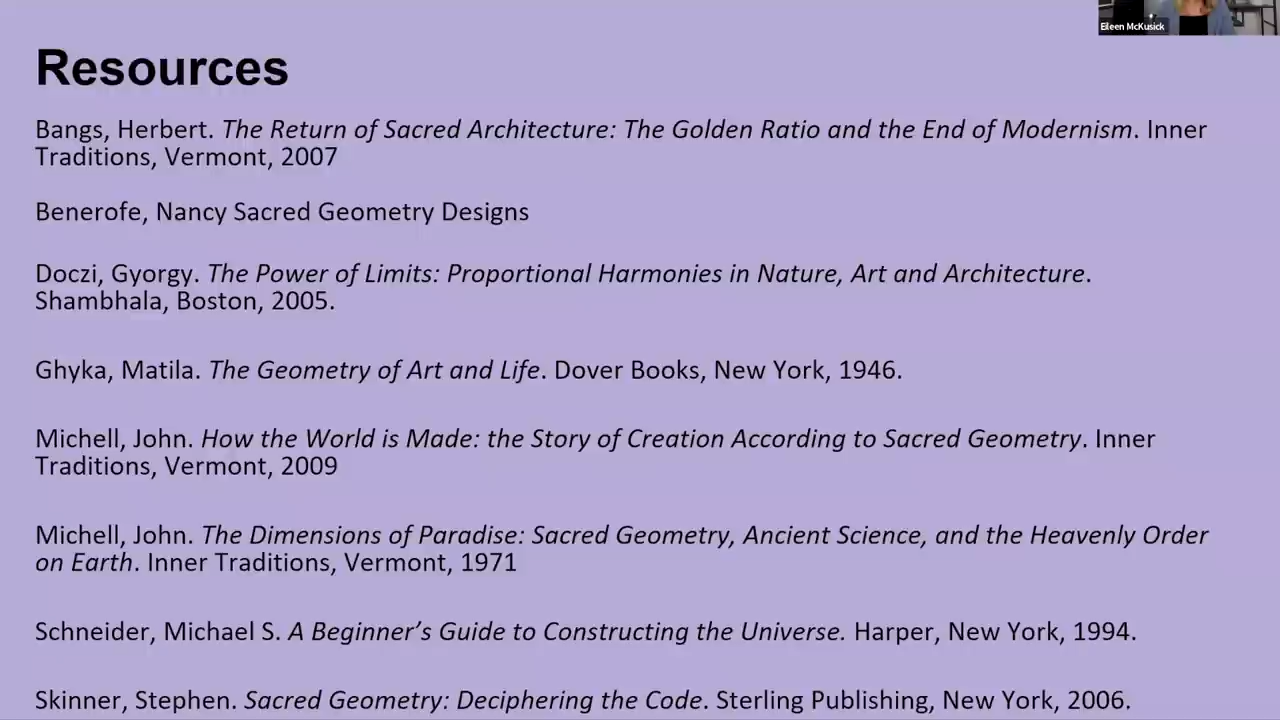 Eileen McKusick
Resources
Bangs, Herbert. The Return of Sacred Architecture: The Golden Ratio and the End of Modernism. Inner
Traditions, Vermont, 2007
Benerofe, Nancy Sacred Geometry Designs
Doczi, Gyorgy. The Power of Limits: Proportional Harmonies in Nature, Art and Architecture.
Shambhala, Boston, 2005.
Ghyka, Matila. The Geometry of Art and Life. Dover Books, New York, 1946.
Michell, John. How the World is Made: the Story of Creation According to Sacred Geometry. Inner
Traditions, Vermont, 2009
Michell, John. The Dimensions of Paradise: Sacred Geometry, Ancient Science, and the Heavenly Order
on Earth. Inner Traditions, Vermont, 1971
Schneider, Michael S. A Beginner’s Guide to Constructing the Universe. Harper, New York, 1994.
Skinner, Stephen. Sacred Geometry: Deciphering the Code. Sterling Publishing, New York, 2006.